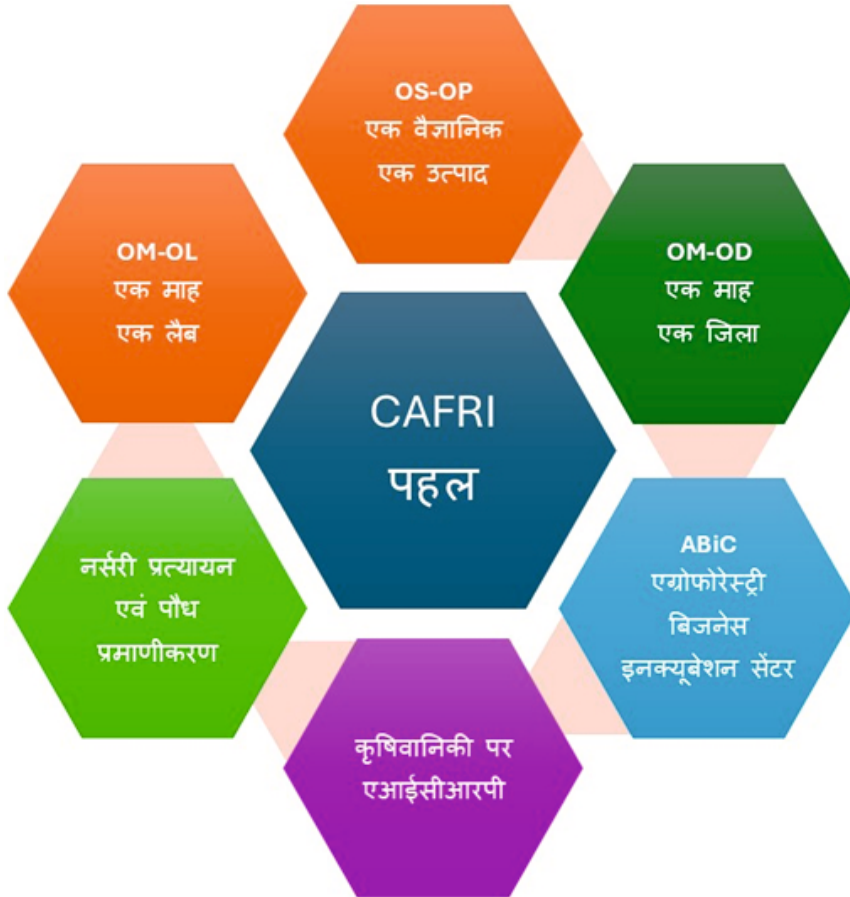 OS-OP
एक वैज्ञानिक
एक उत्पाद
OM-OL
एक माह
एक लैब
OM-OD
एक माह
एक जिला
CAFRI
पहल
नर्सरी प्रत्यायन
एवं पौध
प्रमाणीकरण
ABiC
एग्रोफोरेस्ट्री
बिजनेस
इनक्यूबेशन सेंटर
कृषिवानिकी पर
एआईसीआरपी